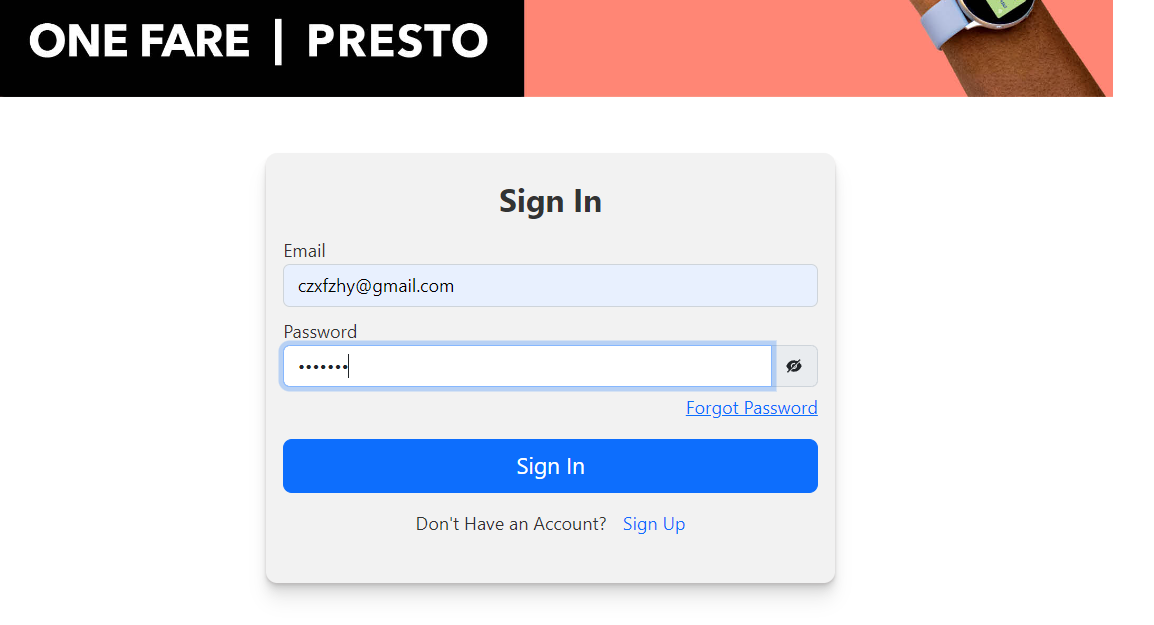 ONE FARE | PRESTO
Sign In
Email
czxfzhy@gmail.com
Password
•••••••
Forgot Password
Sign In
Don't Have an Account? Sign Up